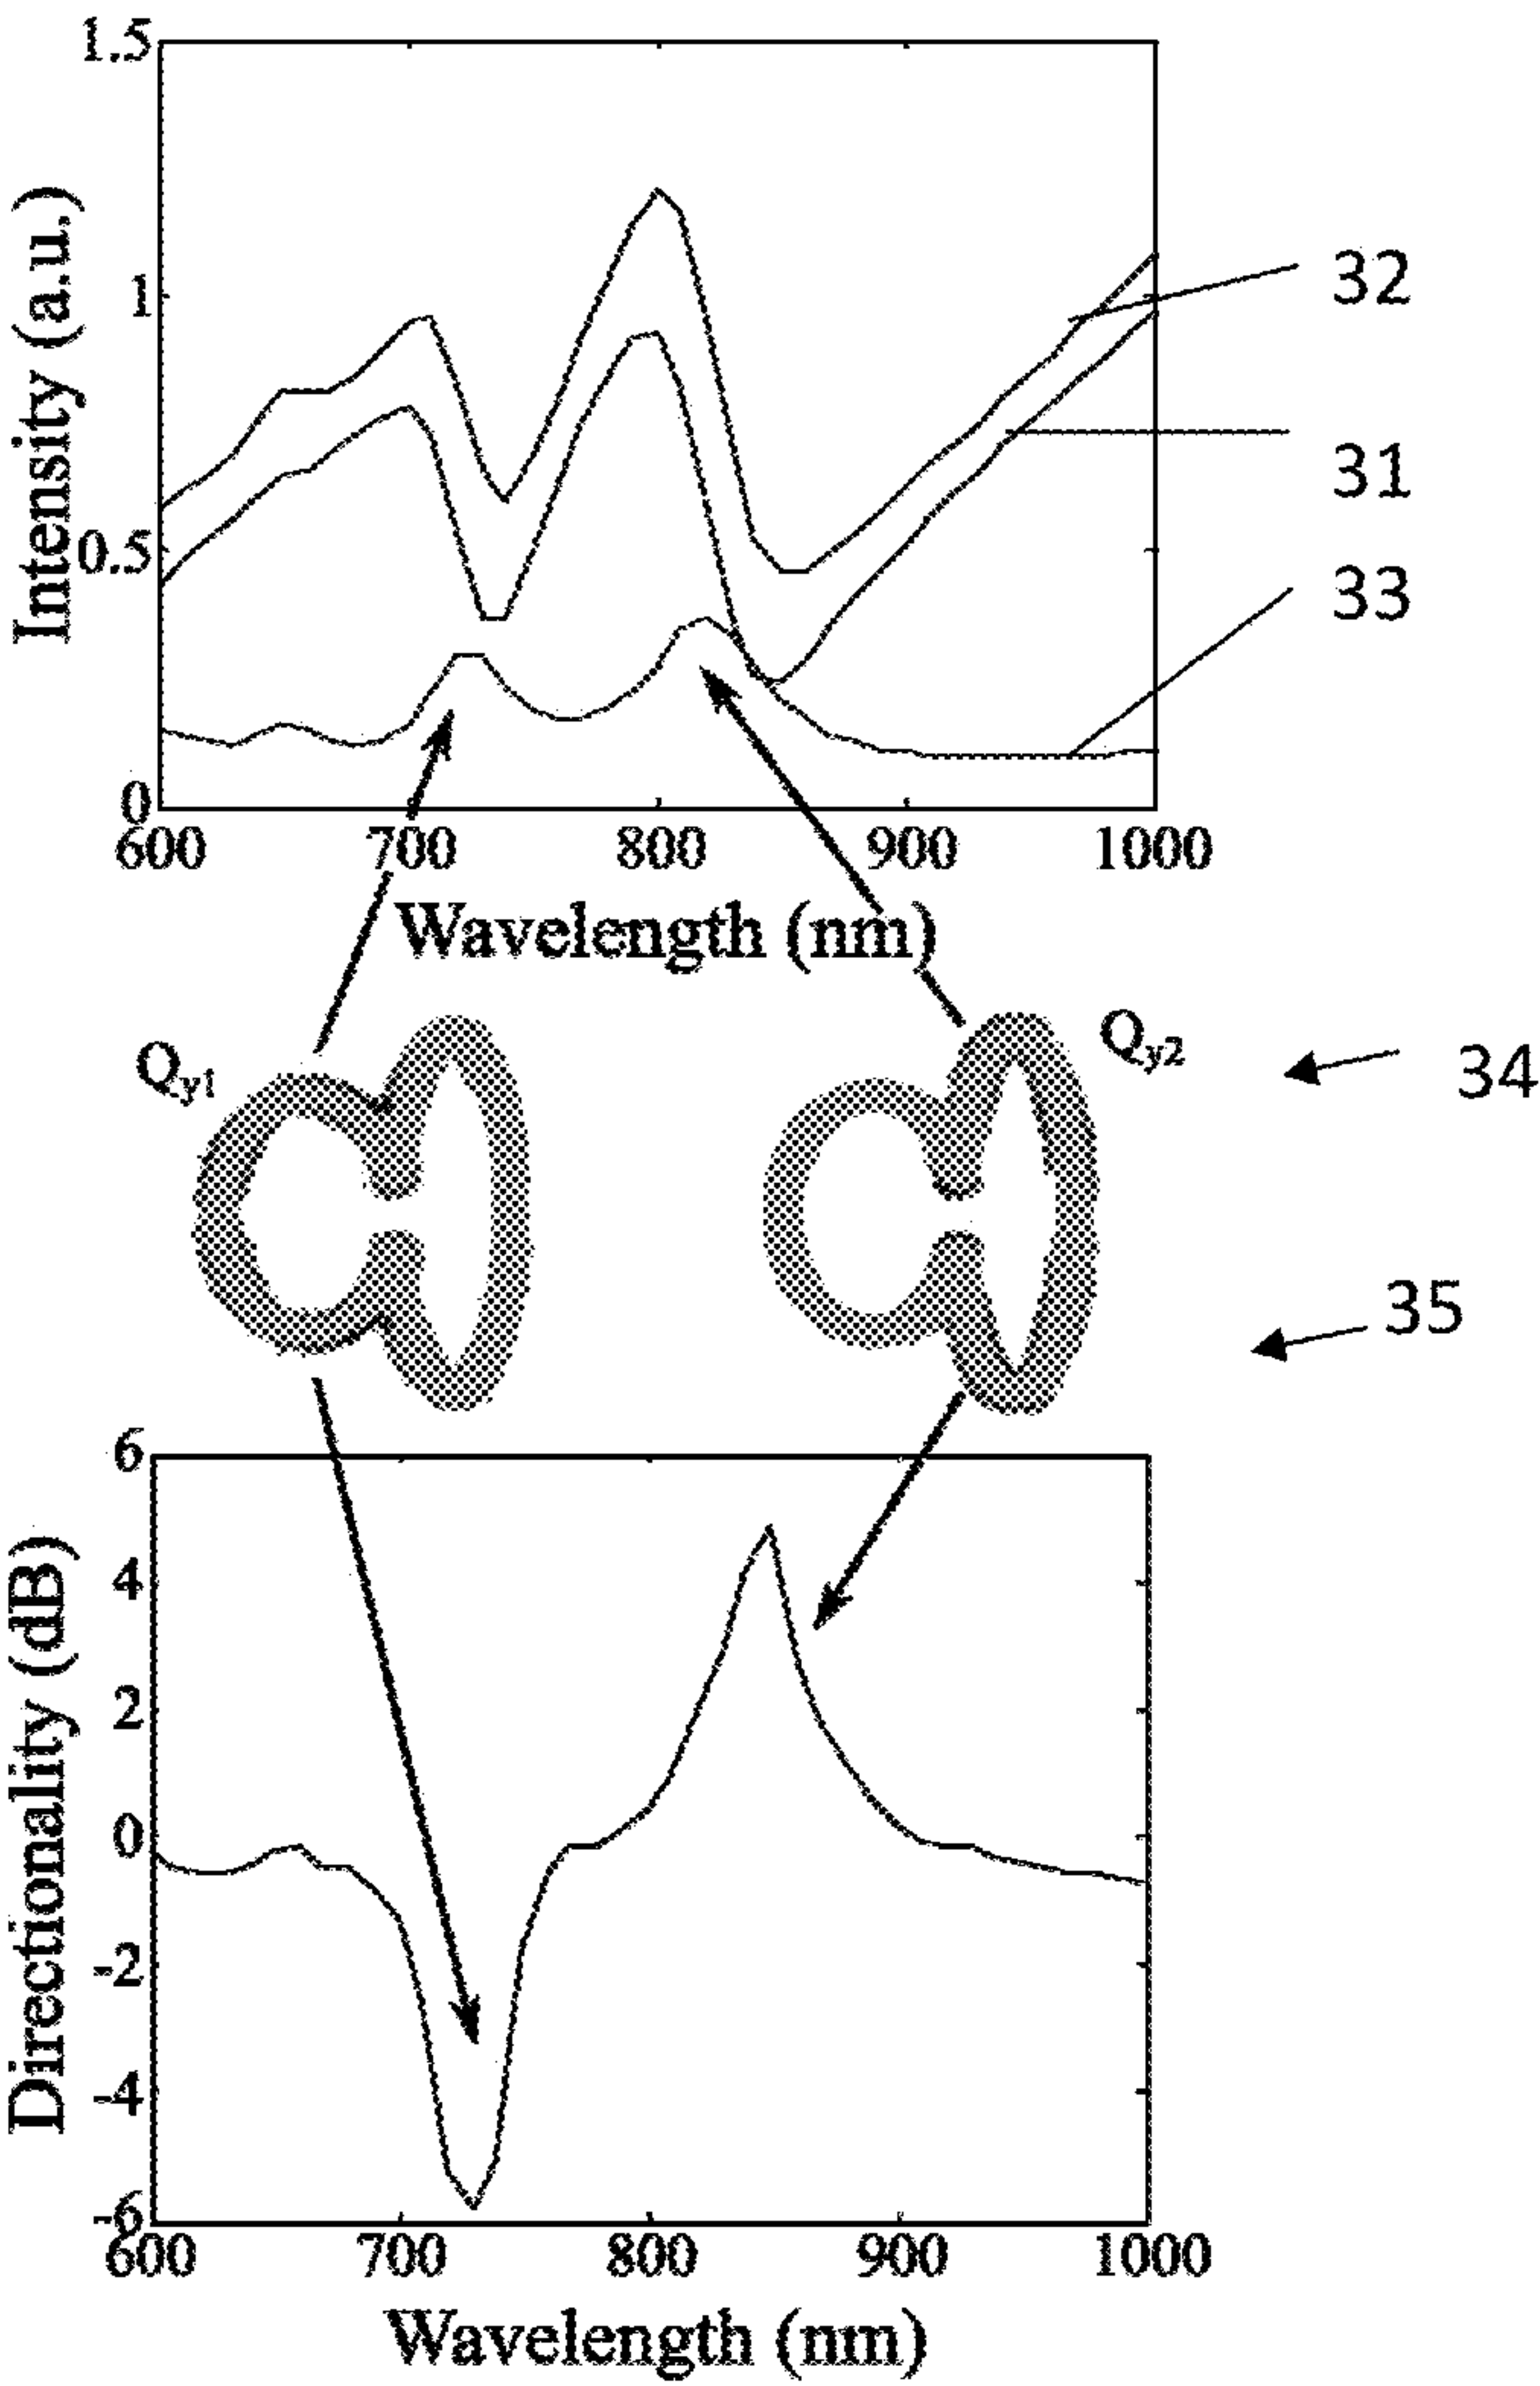 1.5
1
0.5
0
Intensity (a.u.)
600 700 800 900 1000
Wavelength (nm)
32
31
33
Qy1
Qy2
34
35
6
4
2
0
-2
-4
-6
Directionality (dB)
600 700 800 900 1000
Wavelength (nm)